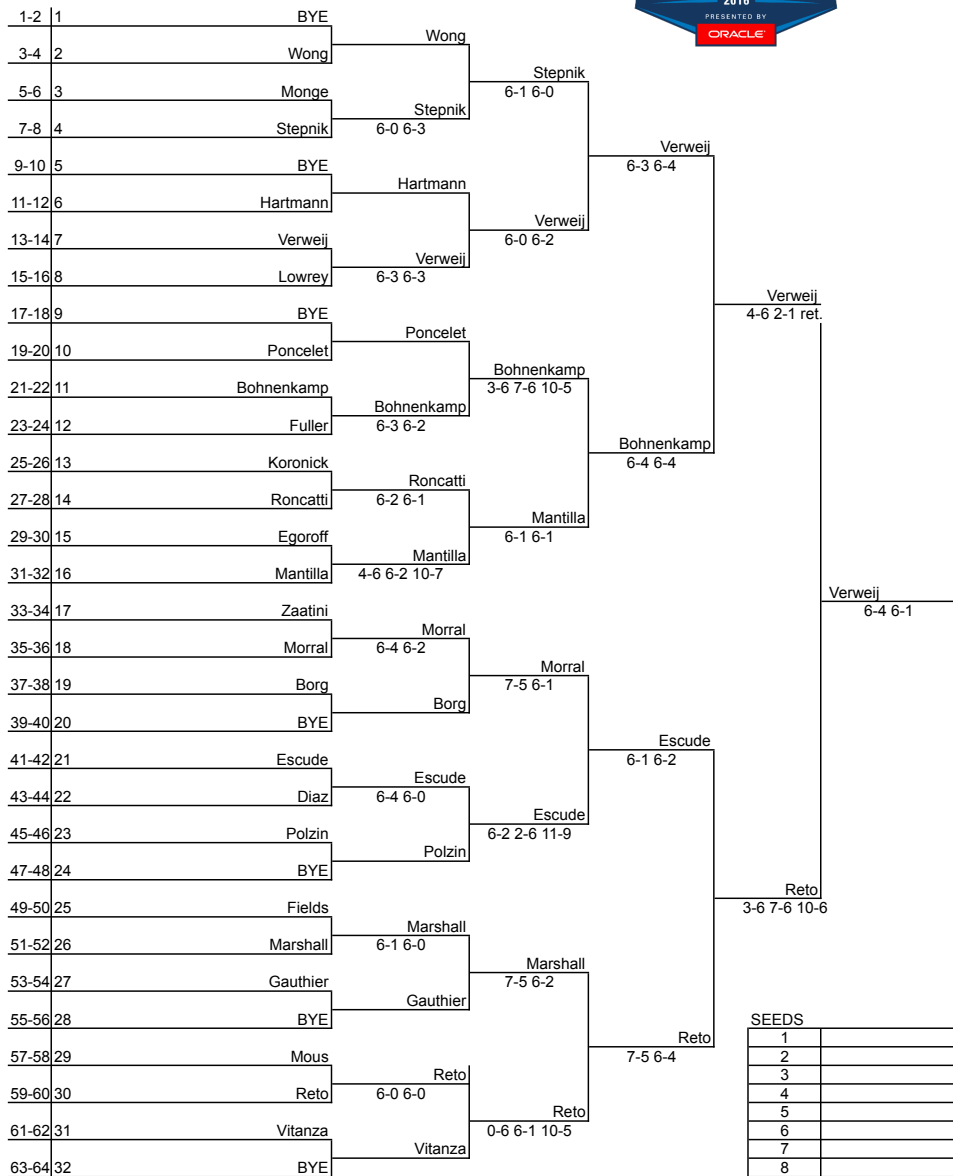 2016
PRESENTED BY
ORACLE
1-2 1 BYE
Wong
3-4 2 Wong
Stepnik
6-1 6-0
5-6 3 Monge
Stepnik
6-0 6-3
7-8 4 Stepnik
Verweij
6-3 6-4
9-10 5 BYE
Hartmann
11-12 6 Hartmann
Verweij
6-0 6-2
13-14 7 Verweij
Verweij
6-3 6-3
15-16 8 Lowrey
Verweij
4-6 2-1 ret.
17-18 9 BYE
Poncelet
19-20 10 Poncelet
Bohnenkamp
3-6 7-6 10-5
21-22 11 Bohnenkamp
Bohnenkamp
6-3 6-2
23-24 12 Fuller
Bohnenkamp
6-4 6-4
25-26 13 Koronick
Roncatti
6-2 6-1
27-28 14 Roncatti
Mantilla
6-1 6-1
29-30 15 Egoroff
Mantilla
4-6 6-2 10-7
31-32 16 Mantilla
Verweij
6-4 6-1
33-34 17 Zaatini
Morral
6-4 6-2
35-36 18 Morral
Morral
7-5 6-1
37-38 19 Borg
Borg
39-40 20 BYE
Escude
6-1 6-2
41-42 21 Escude
Escude
6-4 6-0
43-44 22 Diaz
Escude
6-2 2-6 11-9
45-46 23 Polzin
Polzin
47-48 24 BYE
Reto
3-6 7-6 10-6
49-50 25 Fields
Marshall
6-1 6-0
51-52 26 Marshall
Marshall
7-5 6-2
53-54 27 Gauthier
Gauthier
55-56 28 BYE
Reto
7-5 6-4
57-58 29 Mous
Reto
6-0 6-0
59-60 30 Reto
Reto
0-6 6-1 10-5
61-62 31 Vitanza
Vitanza
63-64 32 BYE
SEEDS
1
2
3
4
5
6
7
8